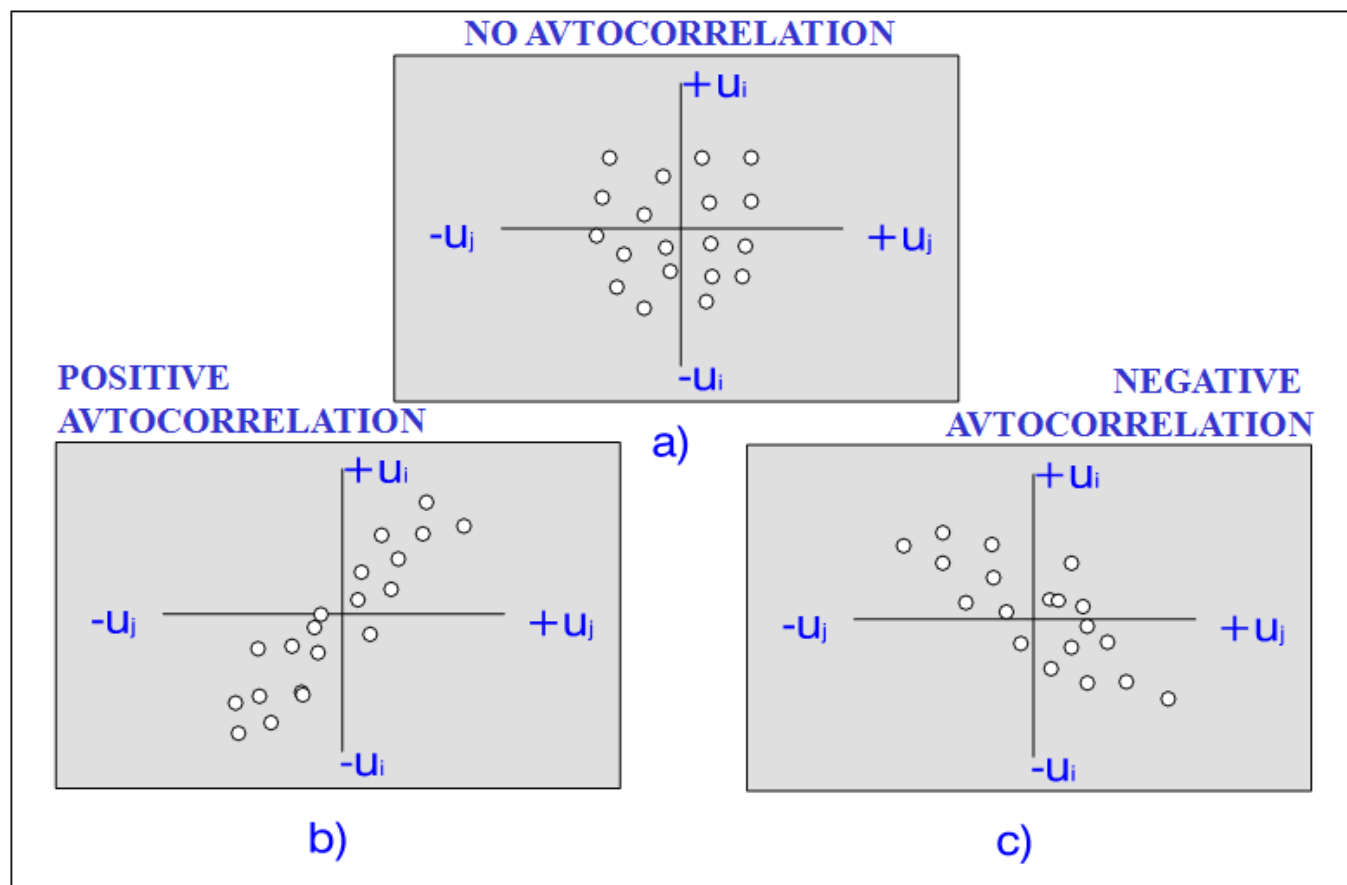 NO AVTOCORRELATION
+uᵢ
-uⱼ
+uⱼ
-uᵢ
a)
POSITIVE
AVTOCORRELATION
+uᵢ
-uⱼ
+uⱼ
-uᵢ
b)
NEGATIVE
AVTOCORRELATION
+uᵢ
-uⱼ
+uⱼ
-uᵢ
c)